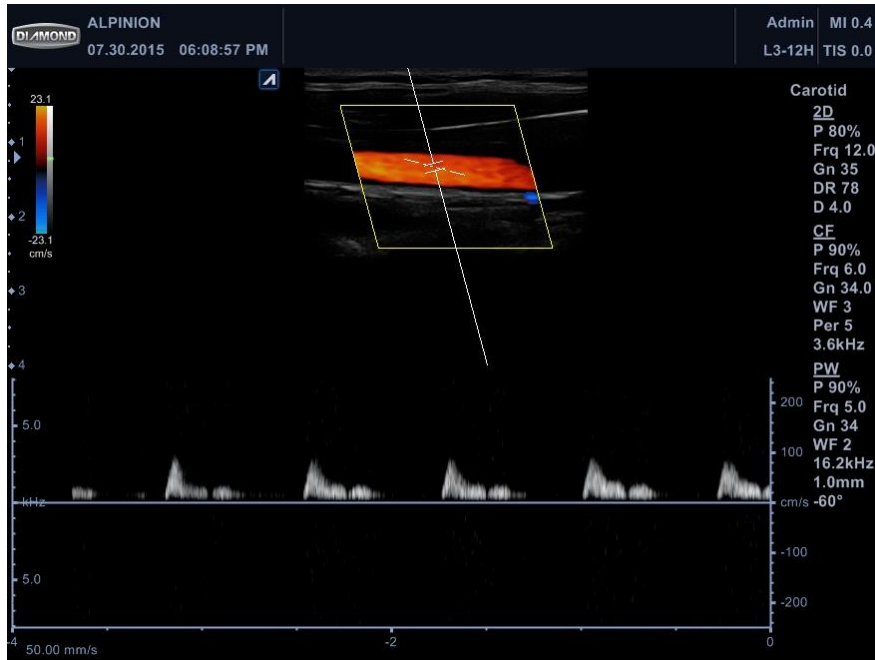 DIAMOND
ALPINION
07.30.2015 06:08:57 PM
Admin MI 0.4
L3-12H TIS 0.0
23.1
-23.1
cm/s
1
2
3
4
Carotid
2D
P 80%
Frq 12.0
Gn 35
DR 78
D 4.0
CF
P 90%
Frq 6.0
Gn 34.0
WF 3
Per 5
3.6kHz
PW
P 90%
Frq 5.0
Gn 34
WF 2
16.2kHz
1.0mm
-60°
5.0
kHz
5.0
200
100
cm/s
-100
-200
-4 -2 0
50.00 mm/s